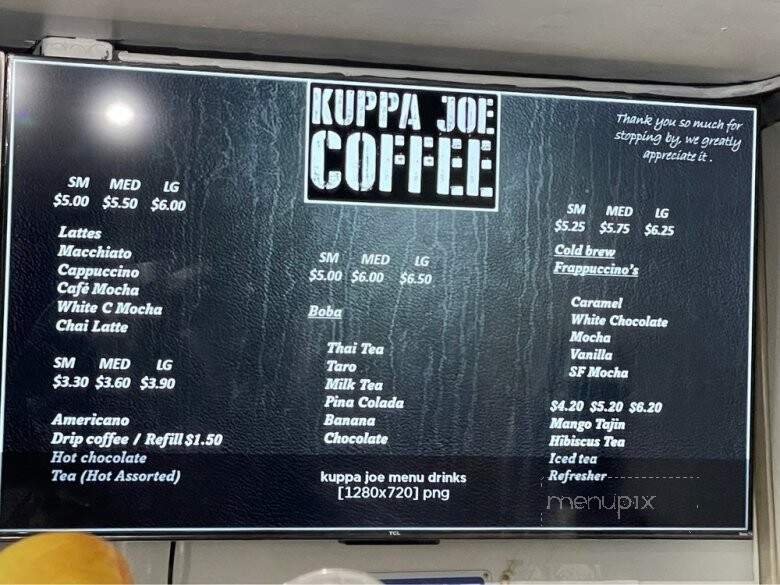 KUPPA JOE
COFFEE
Thank you so much for
stopping by, we greatly
appreciate it.
SM MED LG
$5.00 $5.50 $6.00
Lattes
Macchiato
Cappuccino
Café Mocha
White C Mocha
Chai Latte
SM MED LG
$3.30 $3.60 $3.90
Americano
Drip coffee / Refill $1.50
Hot chocolate
Tea (Hot Assorted)
SM MED LG
$5.00 $6.00 $6.50
Boba
Thai Tea
Taro
Milk Tea
Pina Colada
Banana
Chocolate
kuppa joe menu drinks
[1280x720] png
SM MED LG
$5.25 $5.75 $6.25
Cold brew
Frappuccino's
Caramel
White Chocolate
Mocha
Vanilla
SF Mocha
$4.20 $5.20 $6.20
Mango Tajin
Hibiscus Tea
Iced tea
Refresher
menupix
TCL